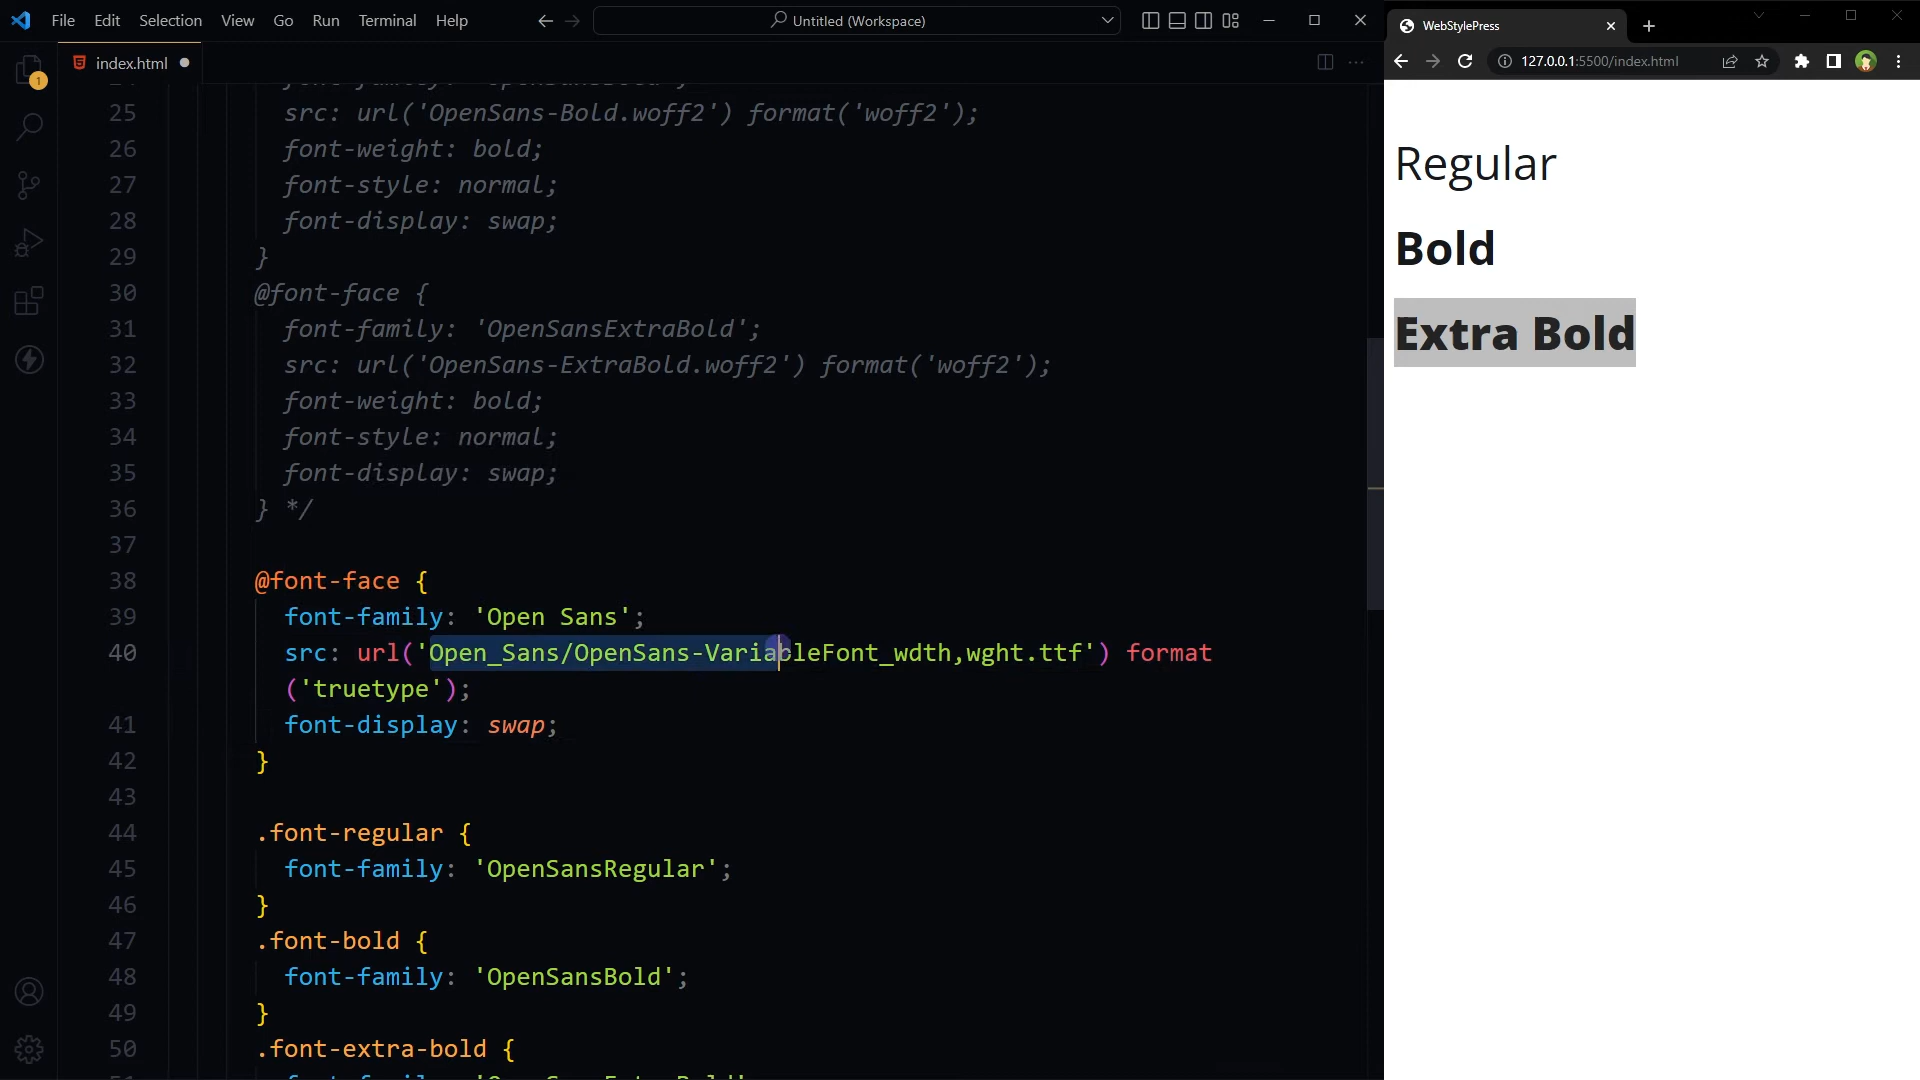 File Edit Selection View Go Run Terminal Help
Untitled (Workspace)
WebStylePress
index.html
127.0.0.1:5500/index.html
1
25 src: url('OpenSans-Bold.woff2') format('woff2');
26 font-weight: bold;
27 font-style: normal;
28 font-display: swap;
29 }
30 @font-face {
31 font-family: 'OpenSansExtraBold';
32 src: url('OpenSans-ExtraBold.woff2') format('woff2');
33 font-weight: bold;
34 font-style: normal;
35 font-display: swap;
36 } */
37
38 @font-face {
39 font-family: 'Open Sans';
40 src: url('Open_Sans/OpenSans-VariableFont_wdth,wght.ttf') format
('truetype');
41 font-display: swap;
42 }
43
44 .font-regular {
45 font-family: 'OpenSansRegular';
46 }
47 .font-bold {
48 font-family: 'OpenSansBold';
49 }
50 .font-extra-bold {
Regular
Bold
Extra Bold